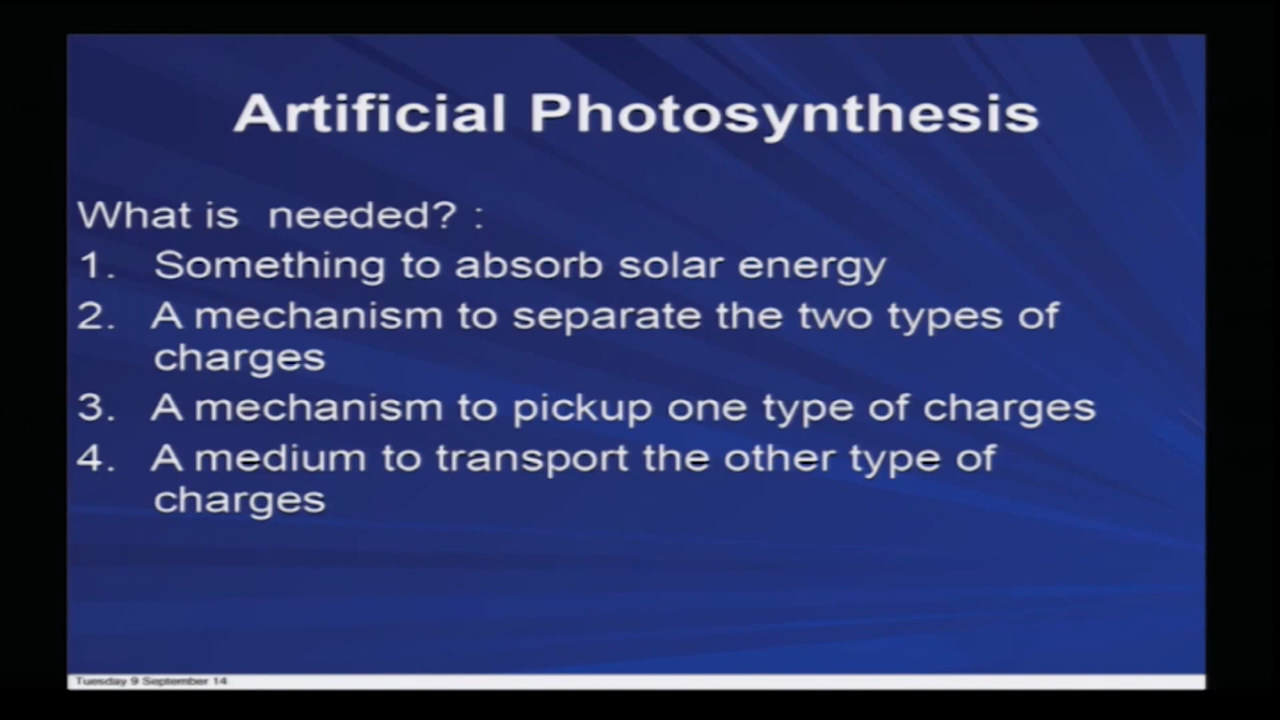 Artificial Photosynthesis
What is needed? :
1. Something to absorb solar energy
2. A mechanism to separate the two types of
charges
3. A mechanism to pickup one type of charges
4. A medium to transport the other type of
charges
Tuesday 9 September 14